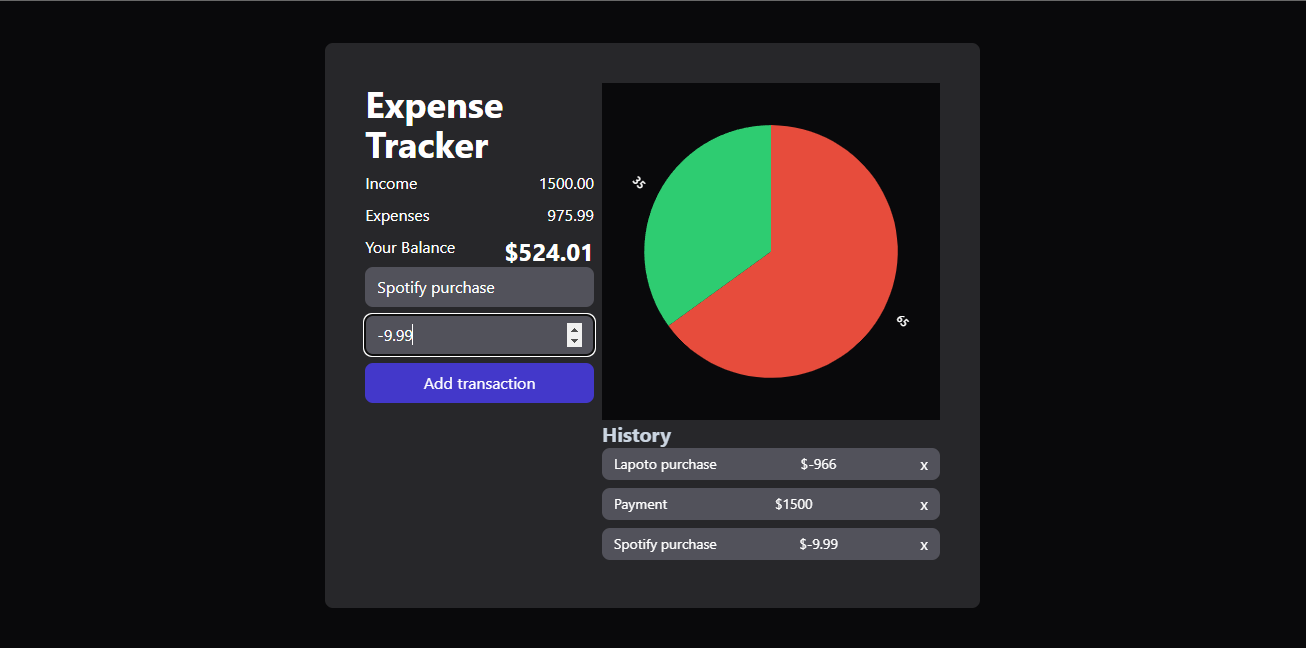 Expense
Tracker
Income 1500.00
Expenses 975.99
Your Balance $524.01
Spotify purchase
-9.99
Add transaction
35
65
History
Lapoto purchase $-966 x
Payment $1500 x
Spotify purchase $-9.99 x